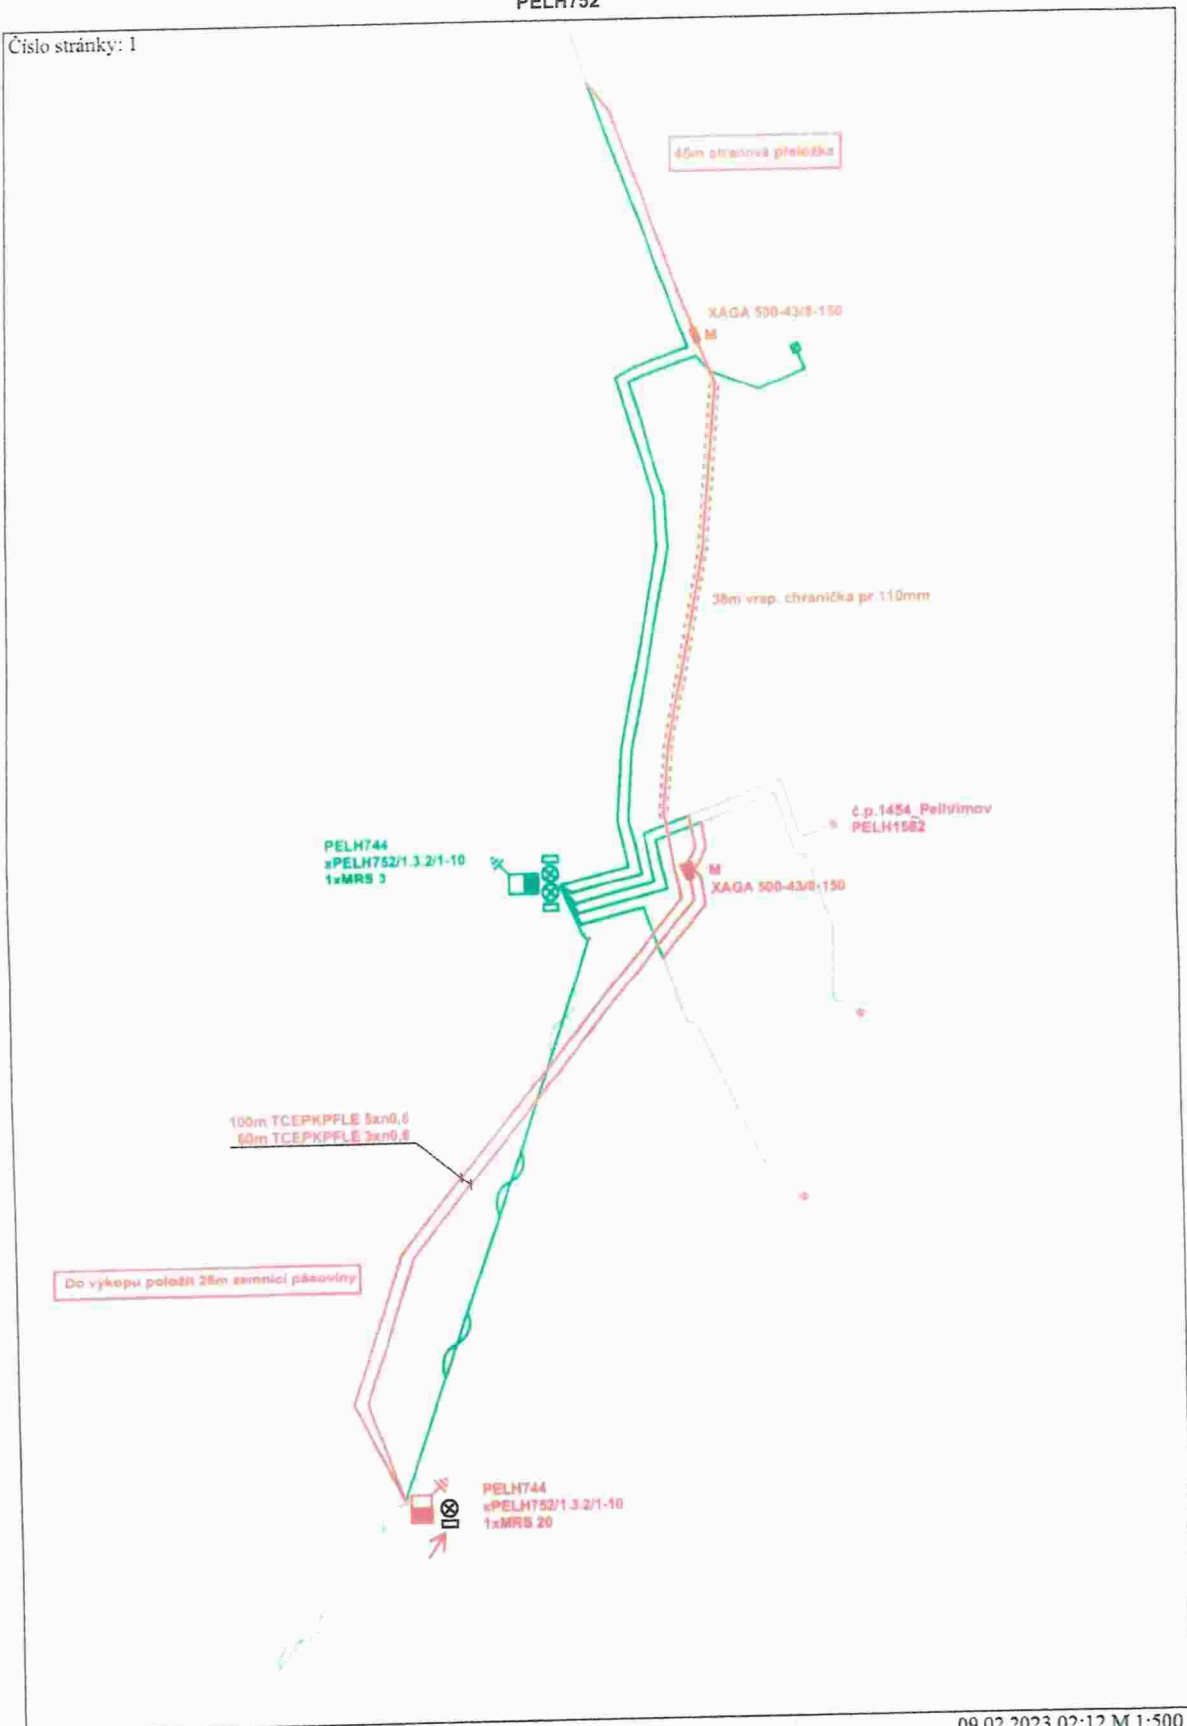 PELH752
Číslo stránky: 1
45m stranová přeložka
XAGA 500-43/8-150
M
38m vrap. chránička pr.110mm
č.p.1454_Pelhřimov
PELH1582
PELH744
xPELH752/1.3.2/1-10
1xMRS 3
M
XAGA 500-43/8-150
100m TCEPKPFLE 5xn0,6
60m TCEPKPFLE 3xn0,6
Do výkopu položit 25m zemnící pásoviny
PELH744
xPELH752/1.3.2/1-10
1xMRS 20
09.02.2023 02:12 M 1:500